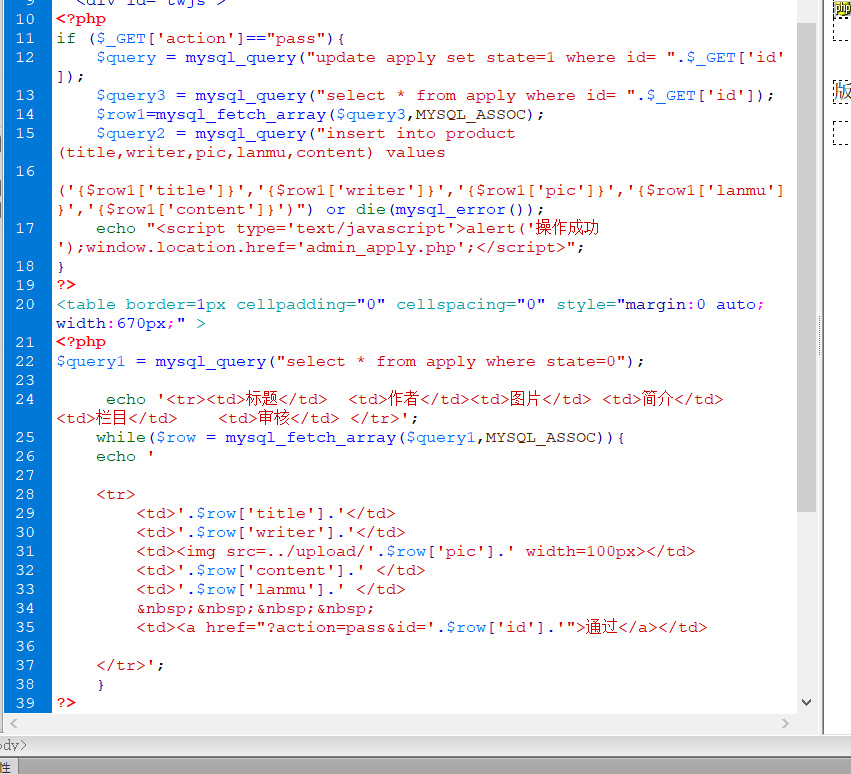 9 <div id="twjs">
10 <?php
11 if ($_GET['action']=="pass"){
12 $query = mysql_query("update apply set state=1 where id= ".$_GET['id'
]);
13 $query3 = mysql_query("select * from apply where id= ".$_GET['id']);
14 $row1=mysql_fetch_array($query3,MYSQL_ASSOC);
15 $query2 = mysql_query("insert into product
(title,writer,pic,lanmu,content) values
16
('{$row1['title']}','{$row1['writer']}','{$row1['pic']}','{$row1['lanmu']
}','{$row1['content']}')") or die(mysql_error());
17 echo "<script type='text/javascript'>alert('操作成功
');window.location.href='admin_apply.php';</script>";
18 }
19 ?>
20 <table border=1px cellpadding="0" cellspacing="0" style="margin:0 auto;
width:670px;" >
21 <?php
22 $query1 = mysql_query("select * from apply where state=0");
23
24 echo '<tr><td>标题</td> <td>作者</td><td>图片</td> <td>简介</td>
<td>栏目</td> <td>审核</td> </tr>';
25 while($row = mysql_fetch_array($query1,MYSQL_ASSOC)){
26 echo '
27
28 <tr>
29 <td>'.$row['title'].'</td>
30 <td>'.$row['writer'].'</td>
31 <td><img src=../upload/'.$row['pic'].' width=100px></td>
32 <td>'.$row['content'].' </td>
33 <td>'.$row['lanmu'].' </td>
34 &nbsp;&nbsp;&nbsp;&nbsp;
35 <td><a href="?action=pass&id='.$row['id'].'">通过</a></td>
36
37 </tr>';
38 }
39 ?>
php
版
ody>
性